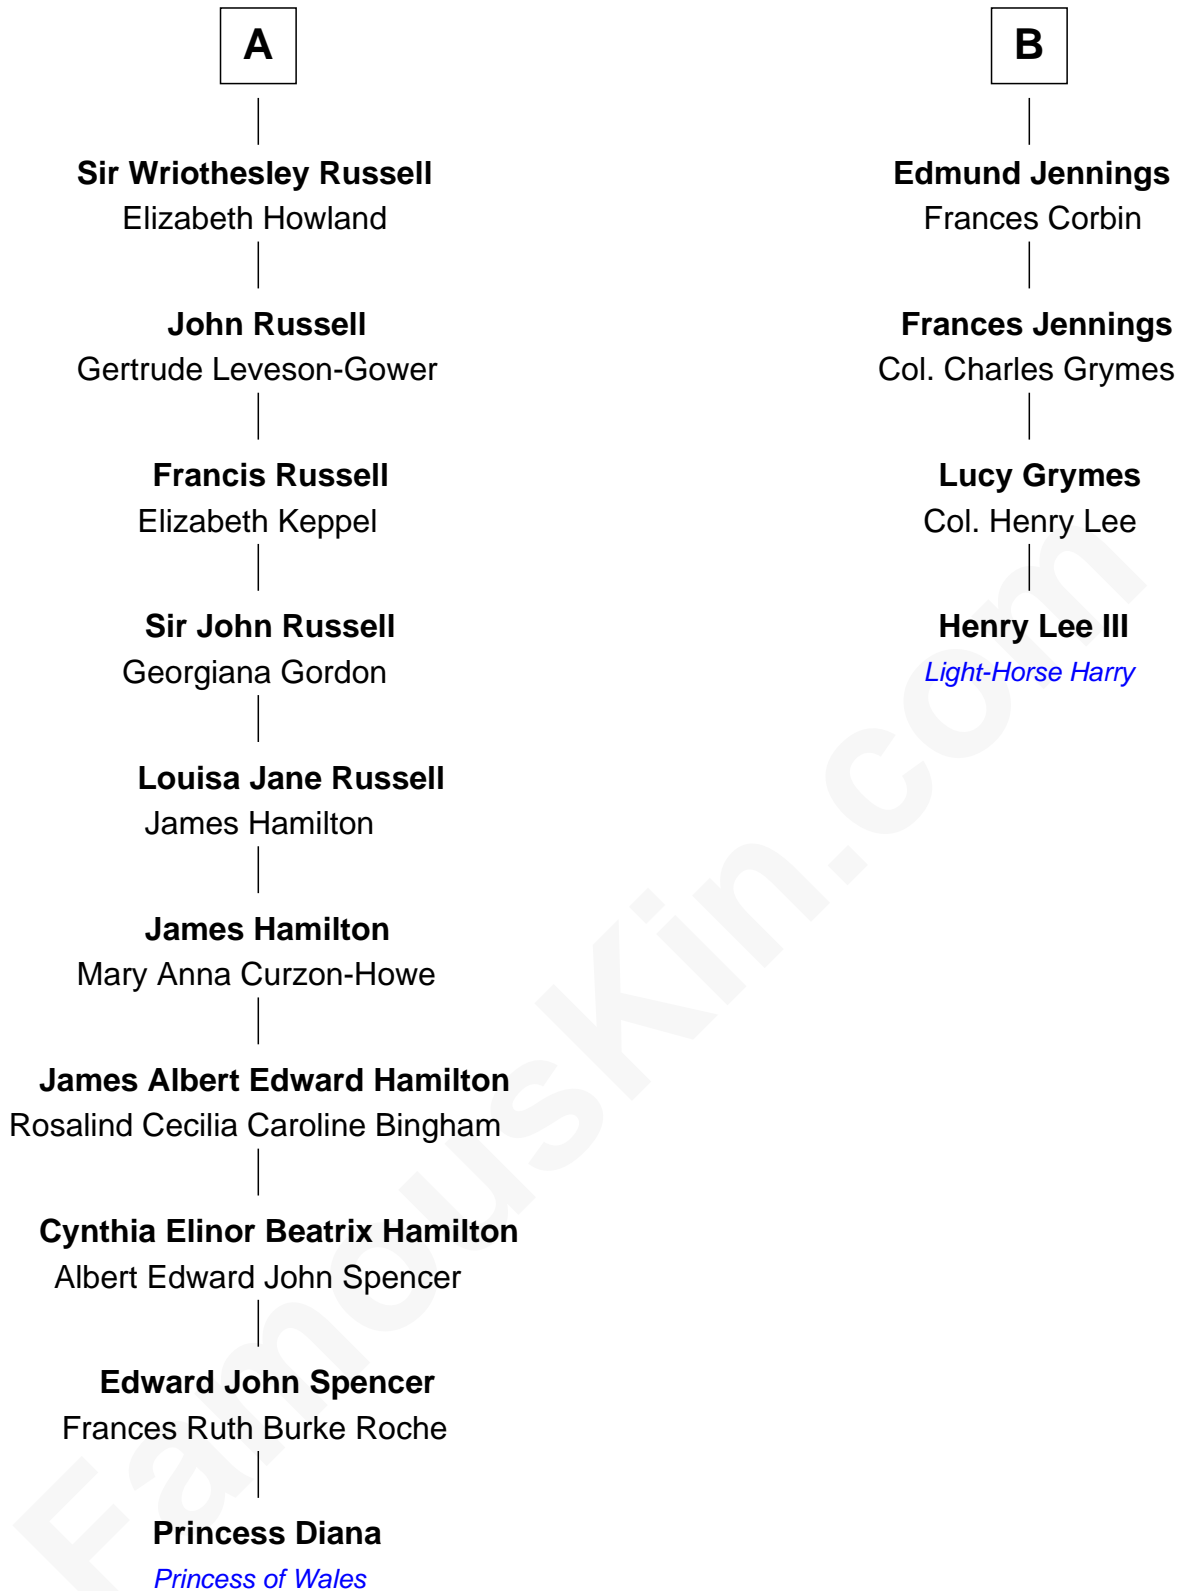 A
Sir Wriothesley Russell
Elizabeth Howland
John Russell
Gertrude Leveson-Gower
Francis Russell
Elizabeth Keppel
Sir John Russell
Georgiana Gordon
Louisa Jane Russell
James Hamilton
James Hamilton
Mary Anna Curzon-Howe
James Albert Edward Hamilton
Rosalind Cecilia Caroline Bingham
Cynthia Elinor Beatrix Hamilton
Albert Edward John Spencer
Edward John Spencer
Frances Ruth Burke Roche
Princess Diana
Princess of Wales
B
Edmund Jennings
Frances Corbin
Frances Jennings
Col. Charles Grymes
Lucy Grymes
Col. Henry Lee
Henry Lee III
Light-Horse Harry
FamousKin.com